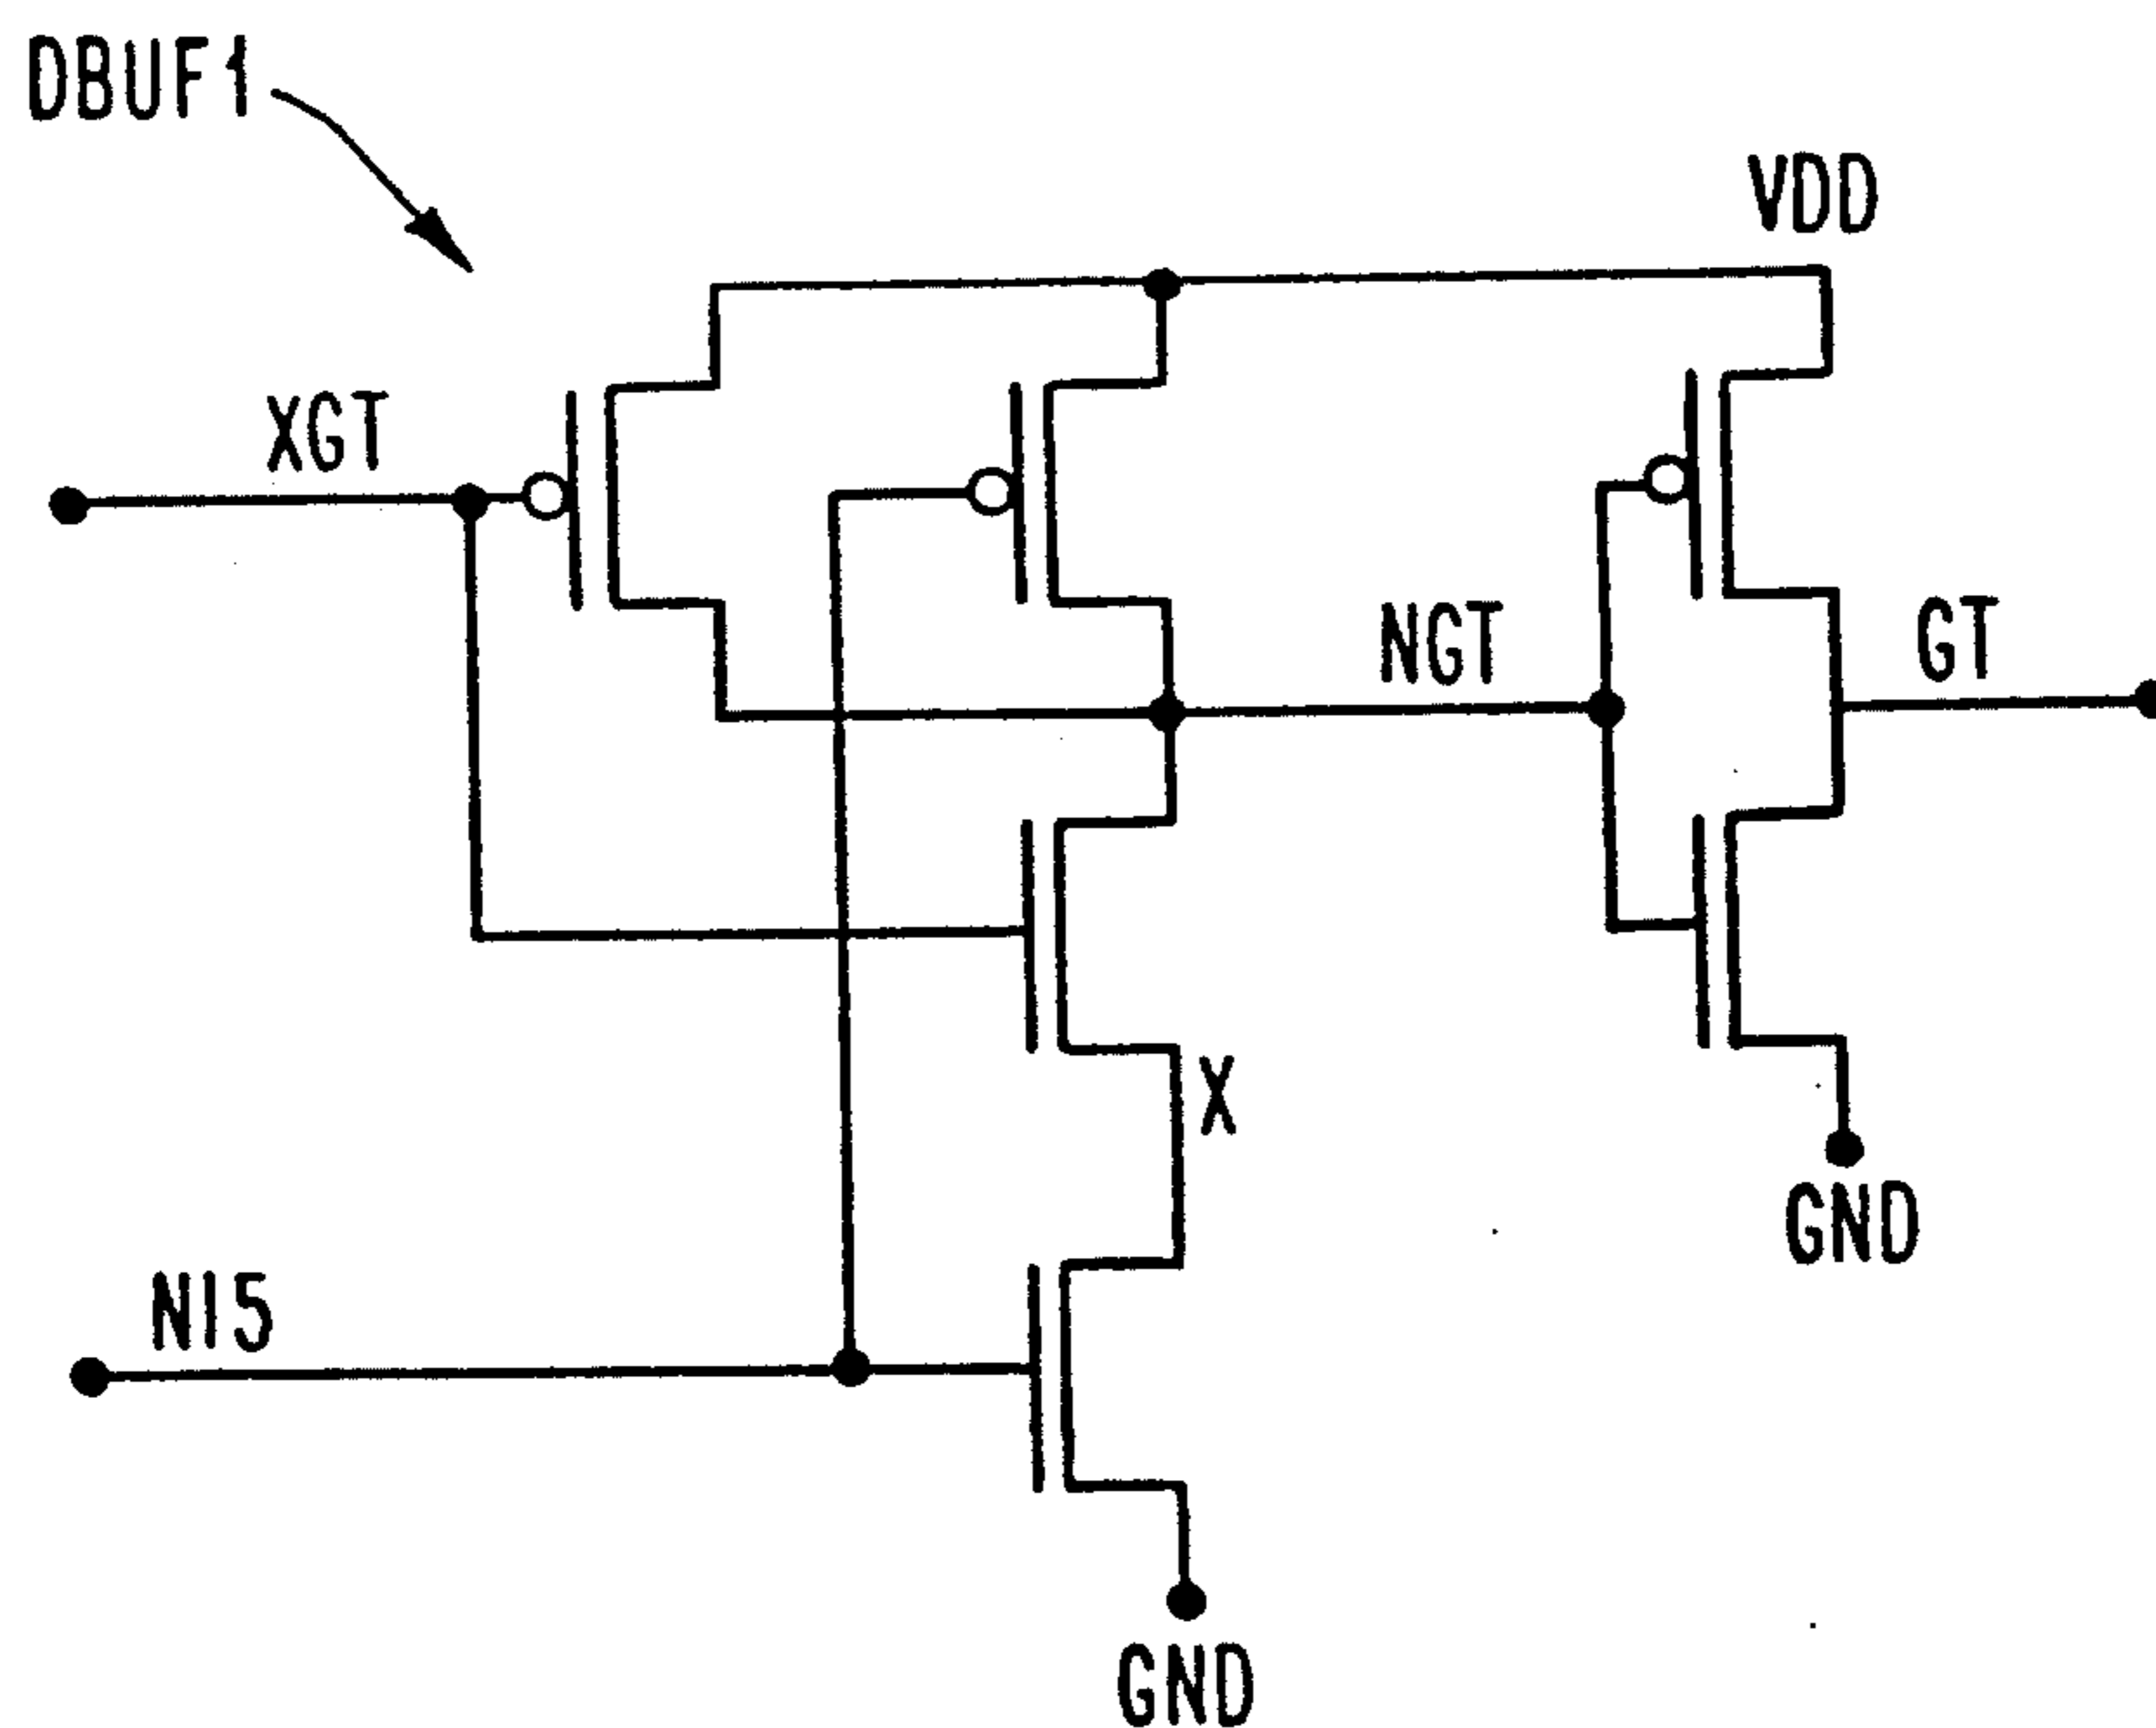 DBUF1
VDD
XGT
NGT
GT
X
GND
N15
GND